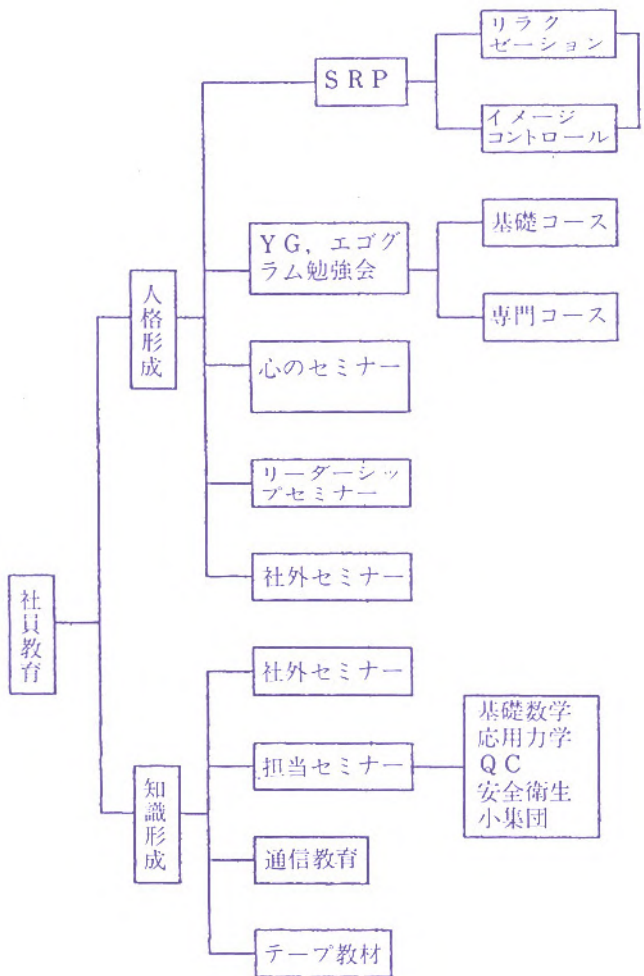 社員教育
人格形成
SRP
リラク
ゼーション
イメージ
コントロール
YG，エゴグ
ラム勉強会
基礎コース
専門コース
心のセミナー
リーダーシッ
プセミナー
社外セミナー
知識形成
社外セミナー
担当セミナー
基礎数学
応用力学
QC
安全衛生
小集団
通信教育
テープ教材